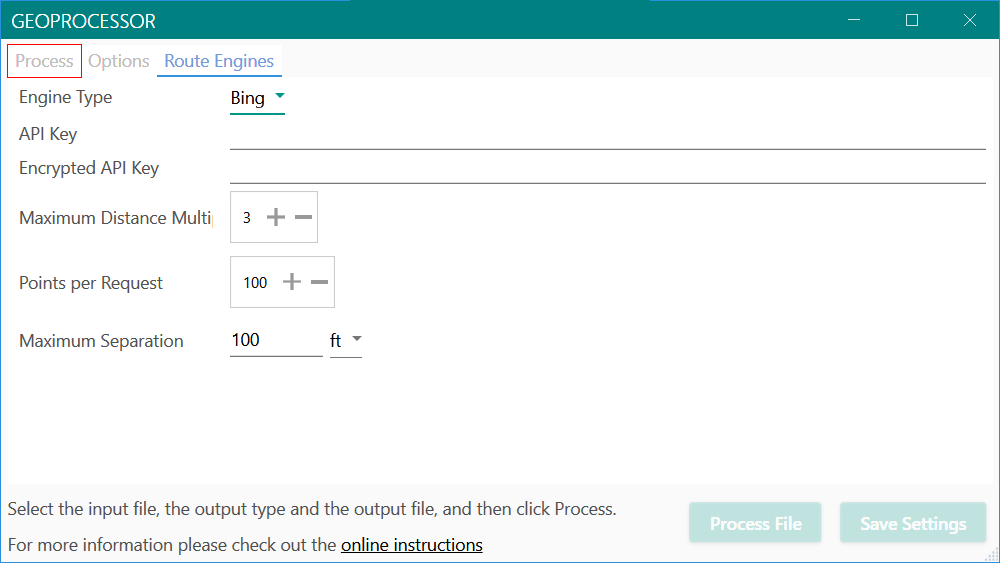 GEOPROCESSOR
Process Options Route Engines
Engine Type Bing
API Key
Encrypted API Key
Maximum Distance Multip 3
Points per Request 100
Maximum Separation 100 ft
Select the input file, the output type and the output file, and then click Process.
Process File Save Settings
For more information please check out the online instructions